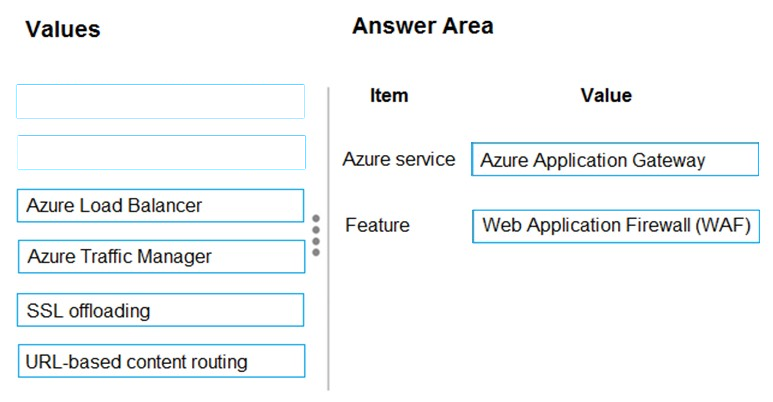 Values
Answer Area
Item
Value
Azure service
Azure Application Gateway
Feature
Web Application Firewall (WAF)
Azure Load Balancer
Azure Traffic Manager
SSL offloading
URL-based content routing